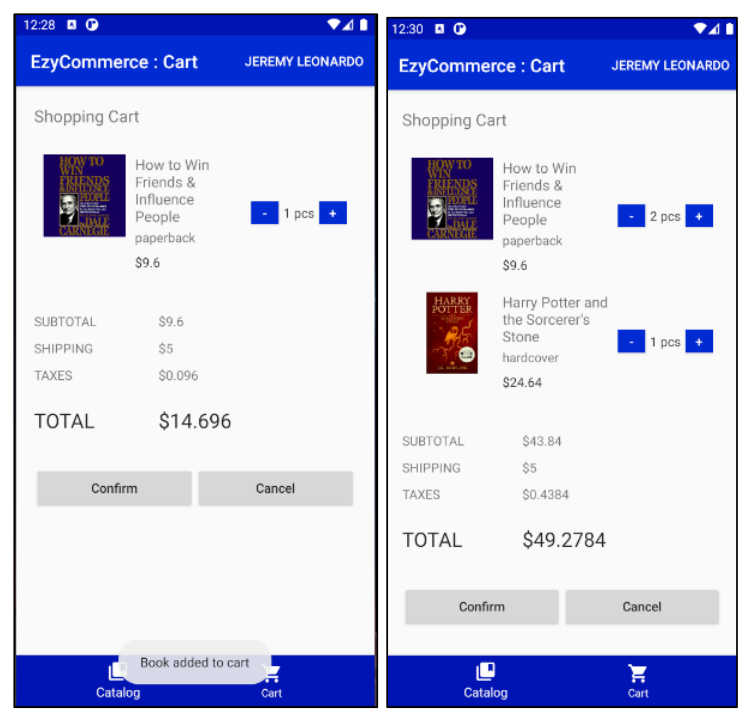 12:28
EzyCommerce : Cart
JEREMY LEONARDO
Shopping Cart
HOW TO
WIN
FRIENDS
&INFLUENCE
PEOPLE
DALE
CARNEGIE
How to Win
Friends &
Influence
People
paperback
$9.6
- 1 pcs +
SUBTOTAL $9.6
SHIPPING $5
TAXES $0.096
TOTAL $14.696
Confirm
Cancel
Book added to cart
Catalog
Cart
12:30
EzyCommerce : Cart
JEREMY LEONARDO
Shopping Cart
HOW TO
WIN
FRIENDS
&INFLUENCE
PEOPLE
DALE
CARNEGIE
How to Win
Friends &
Influence
People
paperback
$9.6
- 2 pcs +
HARRY
POTTER
J.K. ROWLING
Harry Potter and
the Sorcerer's
Stone
hardcover
$24.64
- 1 pcs +
SUBTOTAL $43.84
SHIPPING $5
TAXES $0.4384
TOTAL $49.2784
Confirm
Cancel
Catalog
Cart